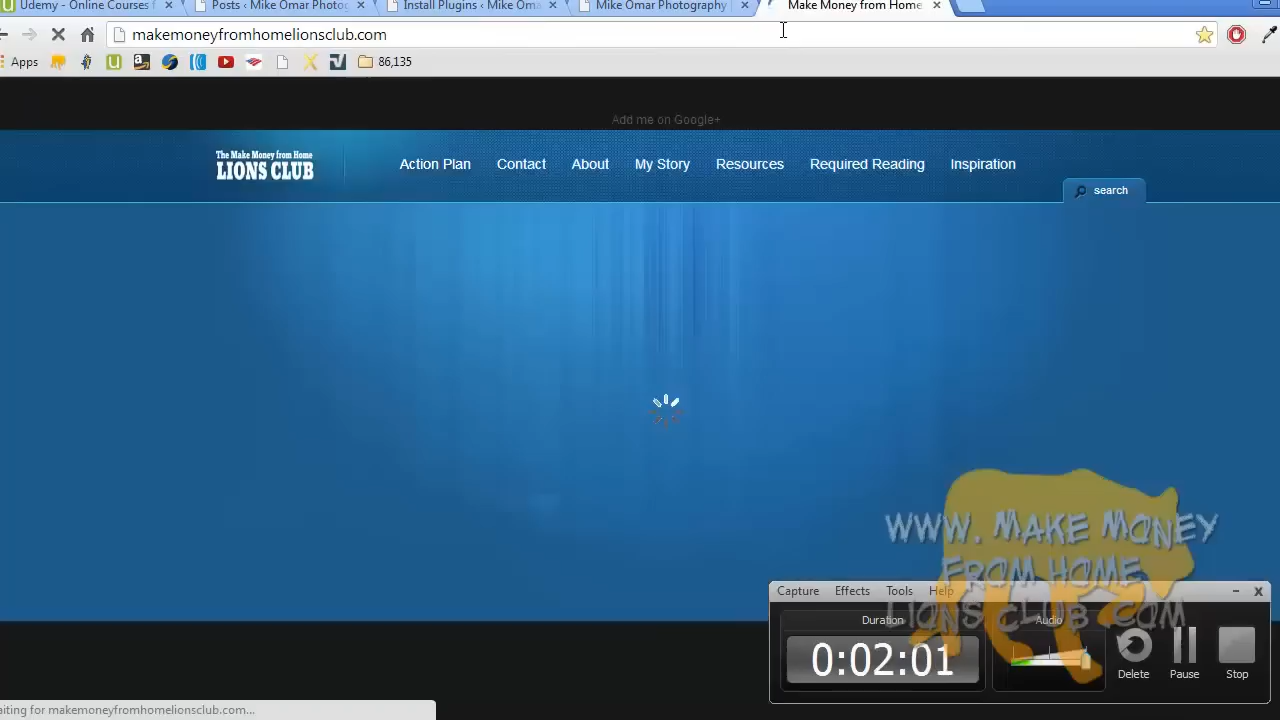 Udemy - Online Courses f
Posts ‹ Mike Omar Photog
Install Plugins ‹ Mike Oma
Mike Omar Photography
Make Money from Home
makemoneyfromhomelionsclub.com
Apps
86,135
Add me on Google+
The Make Money from Home
LIONS CLUB
Action Plan
Contact
About
My Story
Resources
Required Reading
Inspiration
search
WWW. MAKE MONEY
FROM HOME
LIONS CLUB .COM
Capture
Effects
Tools
Help
Duration
Audio
0:02:01
Delete
Pause
Stop
aiting for makemoneyfromhomelionsclub.com...